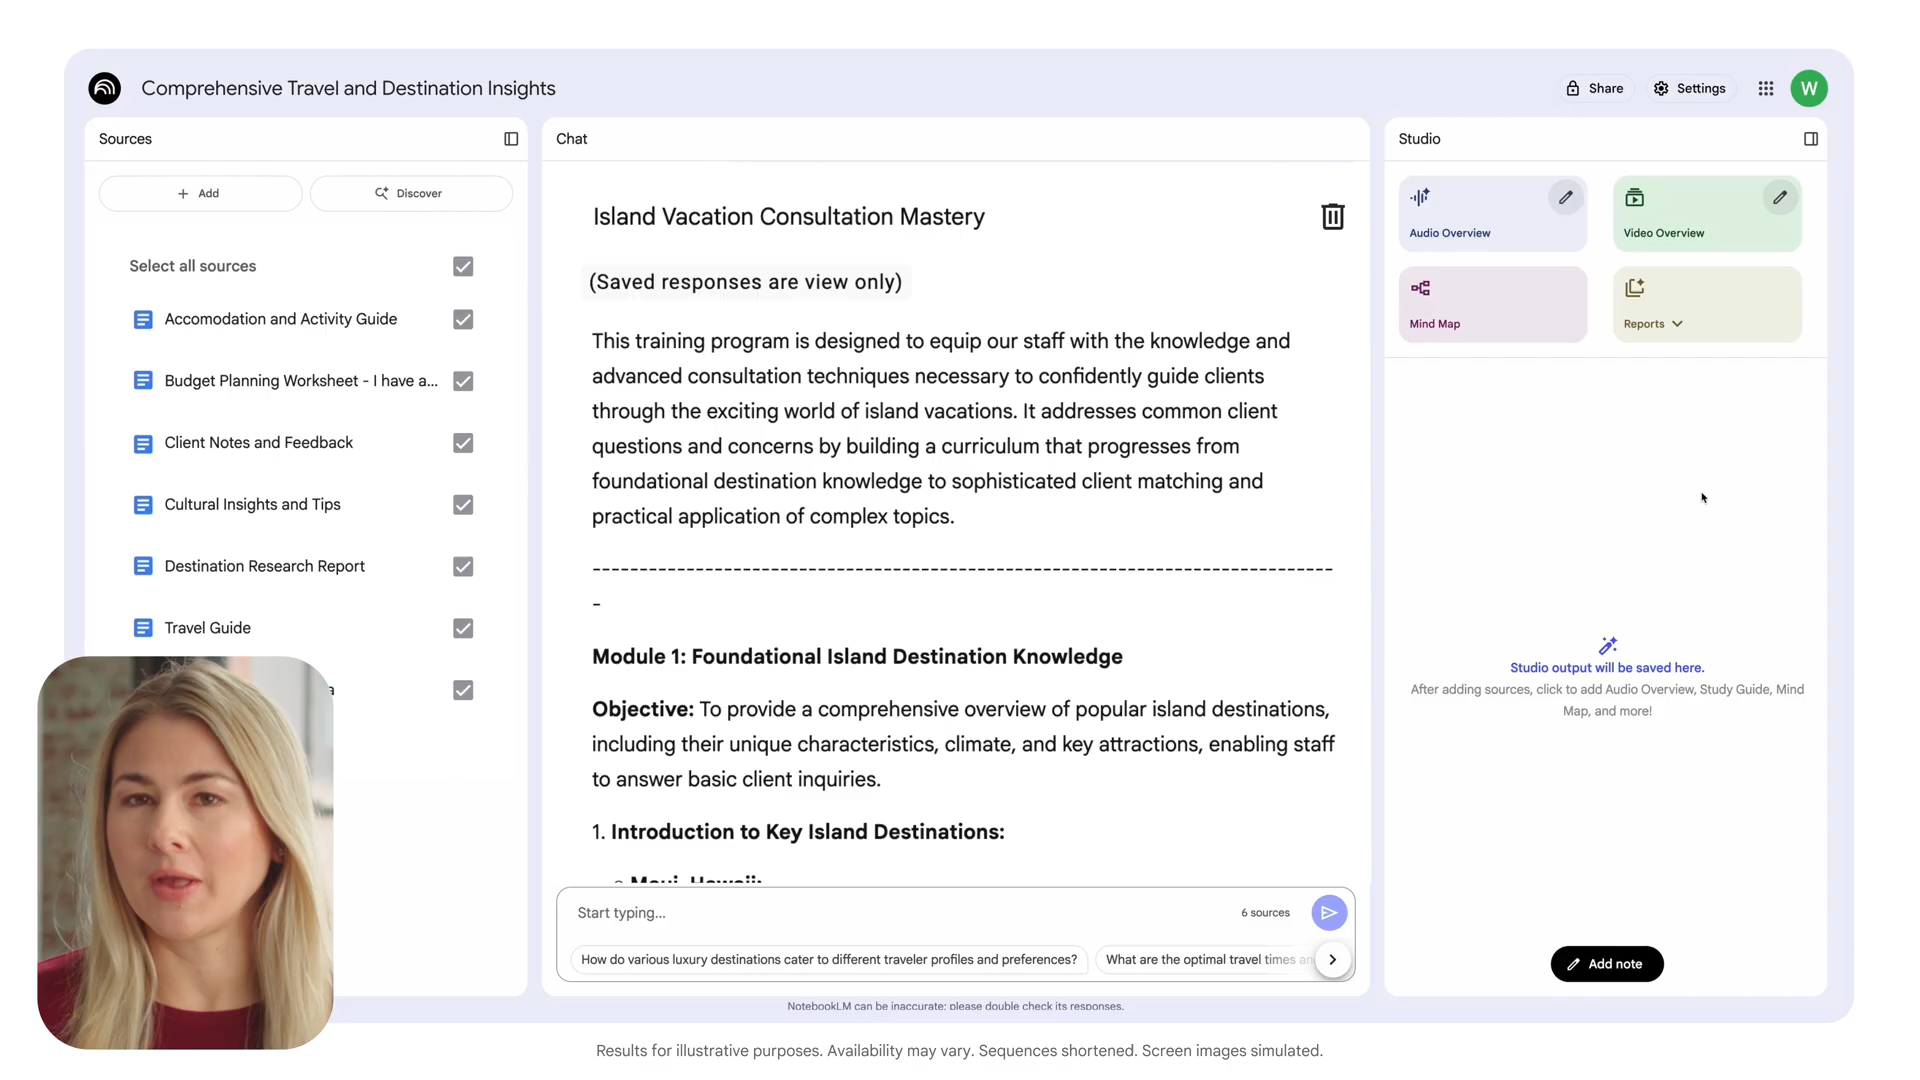 Comprehensive Travel and Destination Insights
Share
Settings
W
Sources
Add
Discover
Select all sources
Accomodation and Activity Guide
Budget Planning Worksheet - I have a...
Client Notes and Feedback
Cultural Insights and Tips
Destination Research Report
Travel Guide
Chat
Island Vacation Consultation Mastery
(Saved responses are view only)
This training program is designed to equip our staff with the knowledge and
advanced consultation techniques necessary to confidently guide clients
through the exciting world of island vacations. It addresses common client
questions and concerns by building a curriculum that progresses from
foundational destination knowledge to sophisticated client matching and
practical application of complex topics.
--------------------------------------------------------------------------------
-
Module 1: Foundational Island Destination Knowledge
Objective: To provide a comprehensive overview of popular island destinations,
including their unique characteristics, climate, and key attractions, enabling staff
to answer basic client inquiries.
1. Introduction to Key Island Destinations:
Maui, Hawaii:
Start typing...
6 sources
How do various luxury destinations cater to different traveler profiles and preferences?
What are the optimal travel times
NotebookLM can be inaccurate; please double check its responses.
Studio
Audio Overview
Video Overview
Mind Map
Reports
Studio output will be saved here.
After adding sources, click to add Audio Overview, Study Guide, Mind
Map, and more!
Add note
Results for illustrative purposes. Availability may vary. Sequences shortened. Screen images simulated.